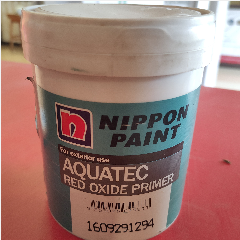 n
NIPPON
PAINT
For exterior use
AQUATEC
RED OXIDE PRIMER
1609291294